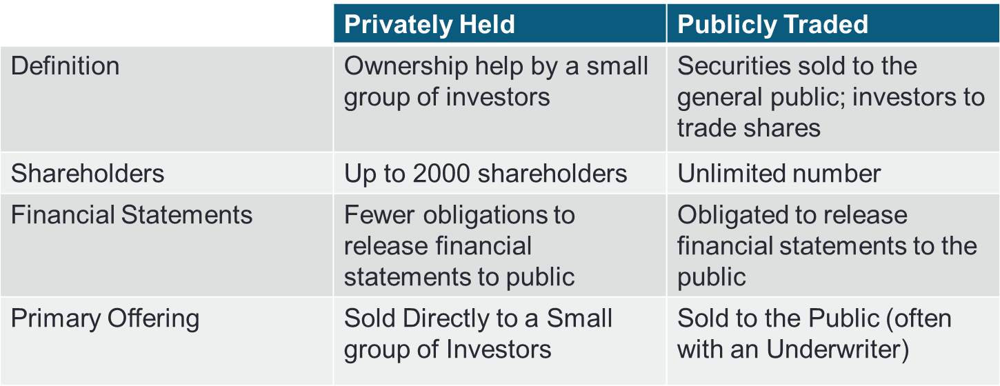 Privately Held
Publicly Traded
Definition
Ownership help by a small
group of investors
Securities sold to the
general public; investors to
trade shares
Shareholders
Up to 2000 shareholders
Unlimited number
Financial Statements
Fewer obligations to
release financial
statements to public
Obligated to release
financial statements to the
public
Primary Offering
Sold Directly to a Small
group of Investors
Sold to the Public (often
with an Underwriter)